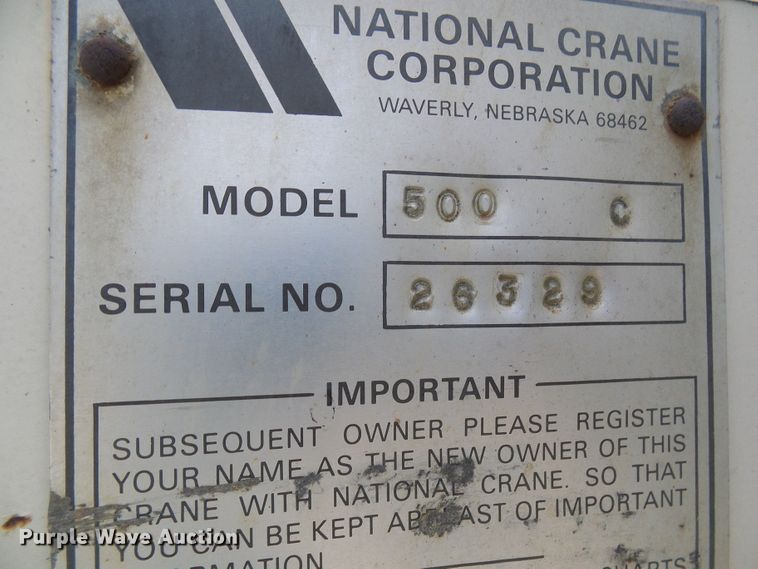 NATIONAL CRANE
CORPORATION
WAVERLY, NEBRASKA 68462
MODEL 500 C
SERIAL NO. 26329
IMPORTANT
SUBSEQUENT OWNER PLEASE REGISTER
YOUR NAME AS THE NEW OWNER OF THIS
CRANE WITH NATIONAL CRANE. SO THAT
YOU CAN BE KEPT ABREAST OF IMPORTANT
CHARTS
Purple Wave Auction